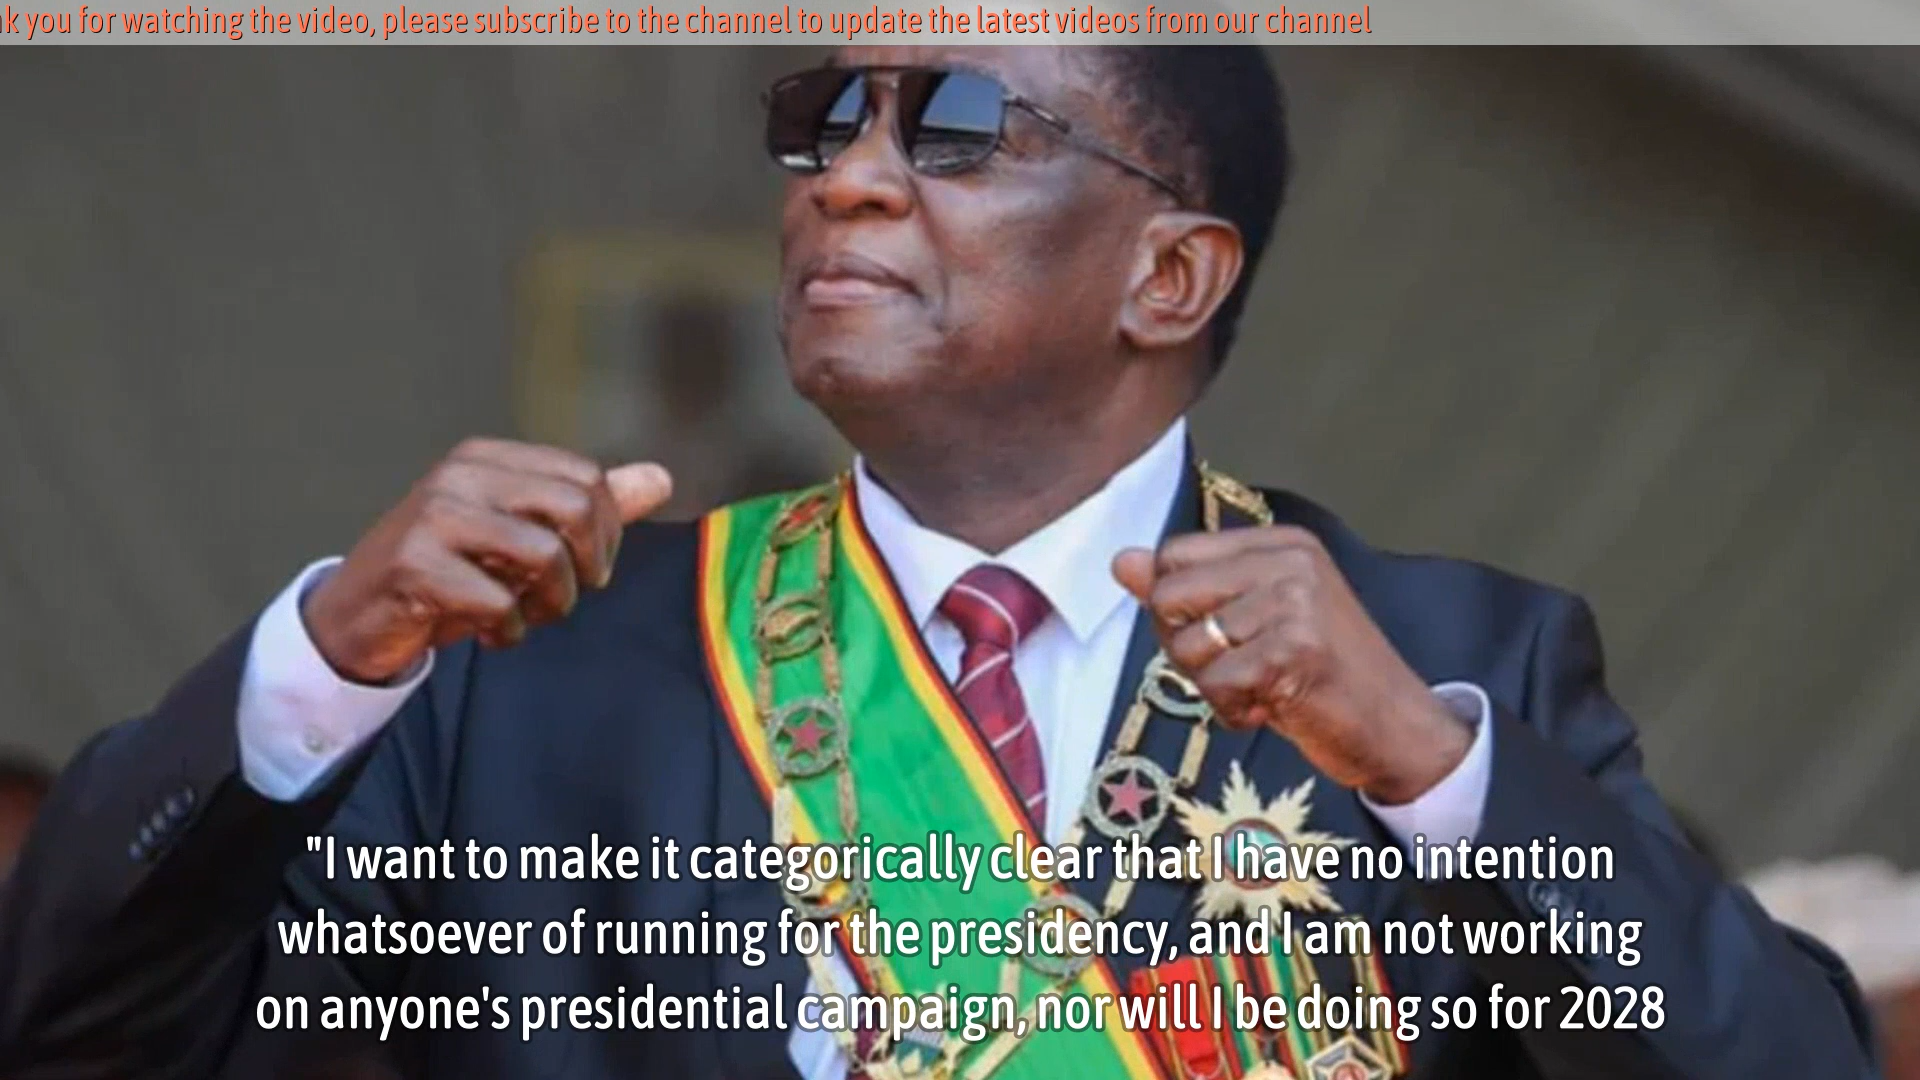 k you for watching the video, please subscribe to the channel to update the latest videos from our channel
"I want to make it categorically clear that I have no intention
whatsoever of running for the presidency, and I am not working
on anyone's presidential campaign, nor will I be doing so for 2028